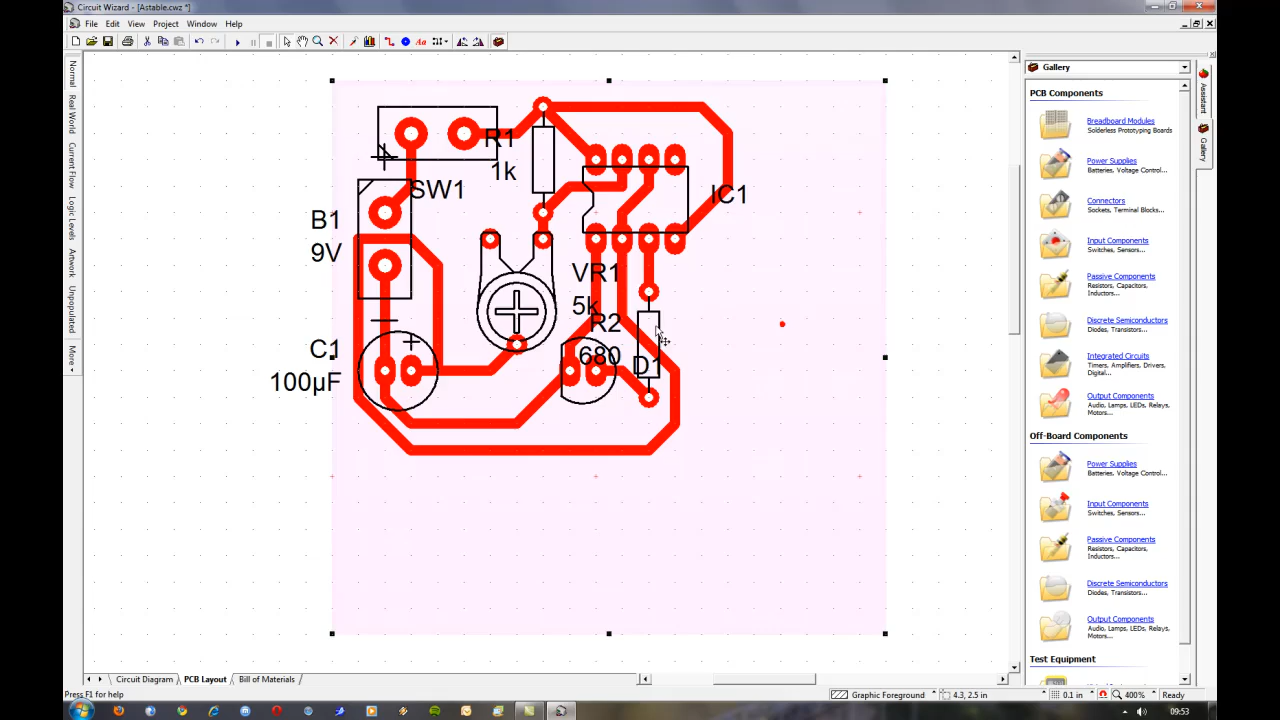 Circuit Wizard - [Astable.cwz *]
File Edit View Project Window Help
Aa
Normal
Real World
Current Flow
Logic Levels
Artwork
Unpopulated
More
R1
1k
SW1
IC1
B1
9V
VR1
5k
R2
680
D1
C1
100µF
Gallery
Assistant
Gallery
PCB Components
Breadboard Modules
Solderless Prototyping Boards
Power Supplies
Batteries, Voltage Control...
Connectors
Sockets, Terminal Blocks...
Input Components
Switches, Sensors...
Passive Components
Resistors, Capacitors,
Inductors...
Discrete Semiconductors
Diodes, Transistors...
Integrated Circuits
Timers, Amplifiers, Drivers,
Digital...
Output Components
Audio, Lamps, LEDs, Relays,
Motors...
Off-Board Components
Power Supplies
Batteries, Voltage Control...
Input Components
Switches, Sensors...
Passive Components
Resistors, Capacitors,
Inductors...
Discrete Semiconductors
Diodes, Transistors...
Output Components
Audio, Lamps, LEDs, Relays,
Motors...
Test Equipment
Circuit Diagram PCB Layout Bill of Materials
Press F1 for help
Graphic Foreground 4.3, 2.5 in 0.1 in 400% Ready
09:53